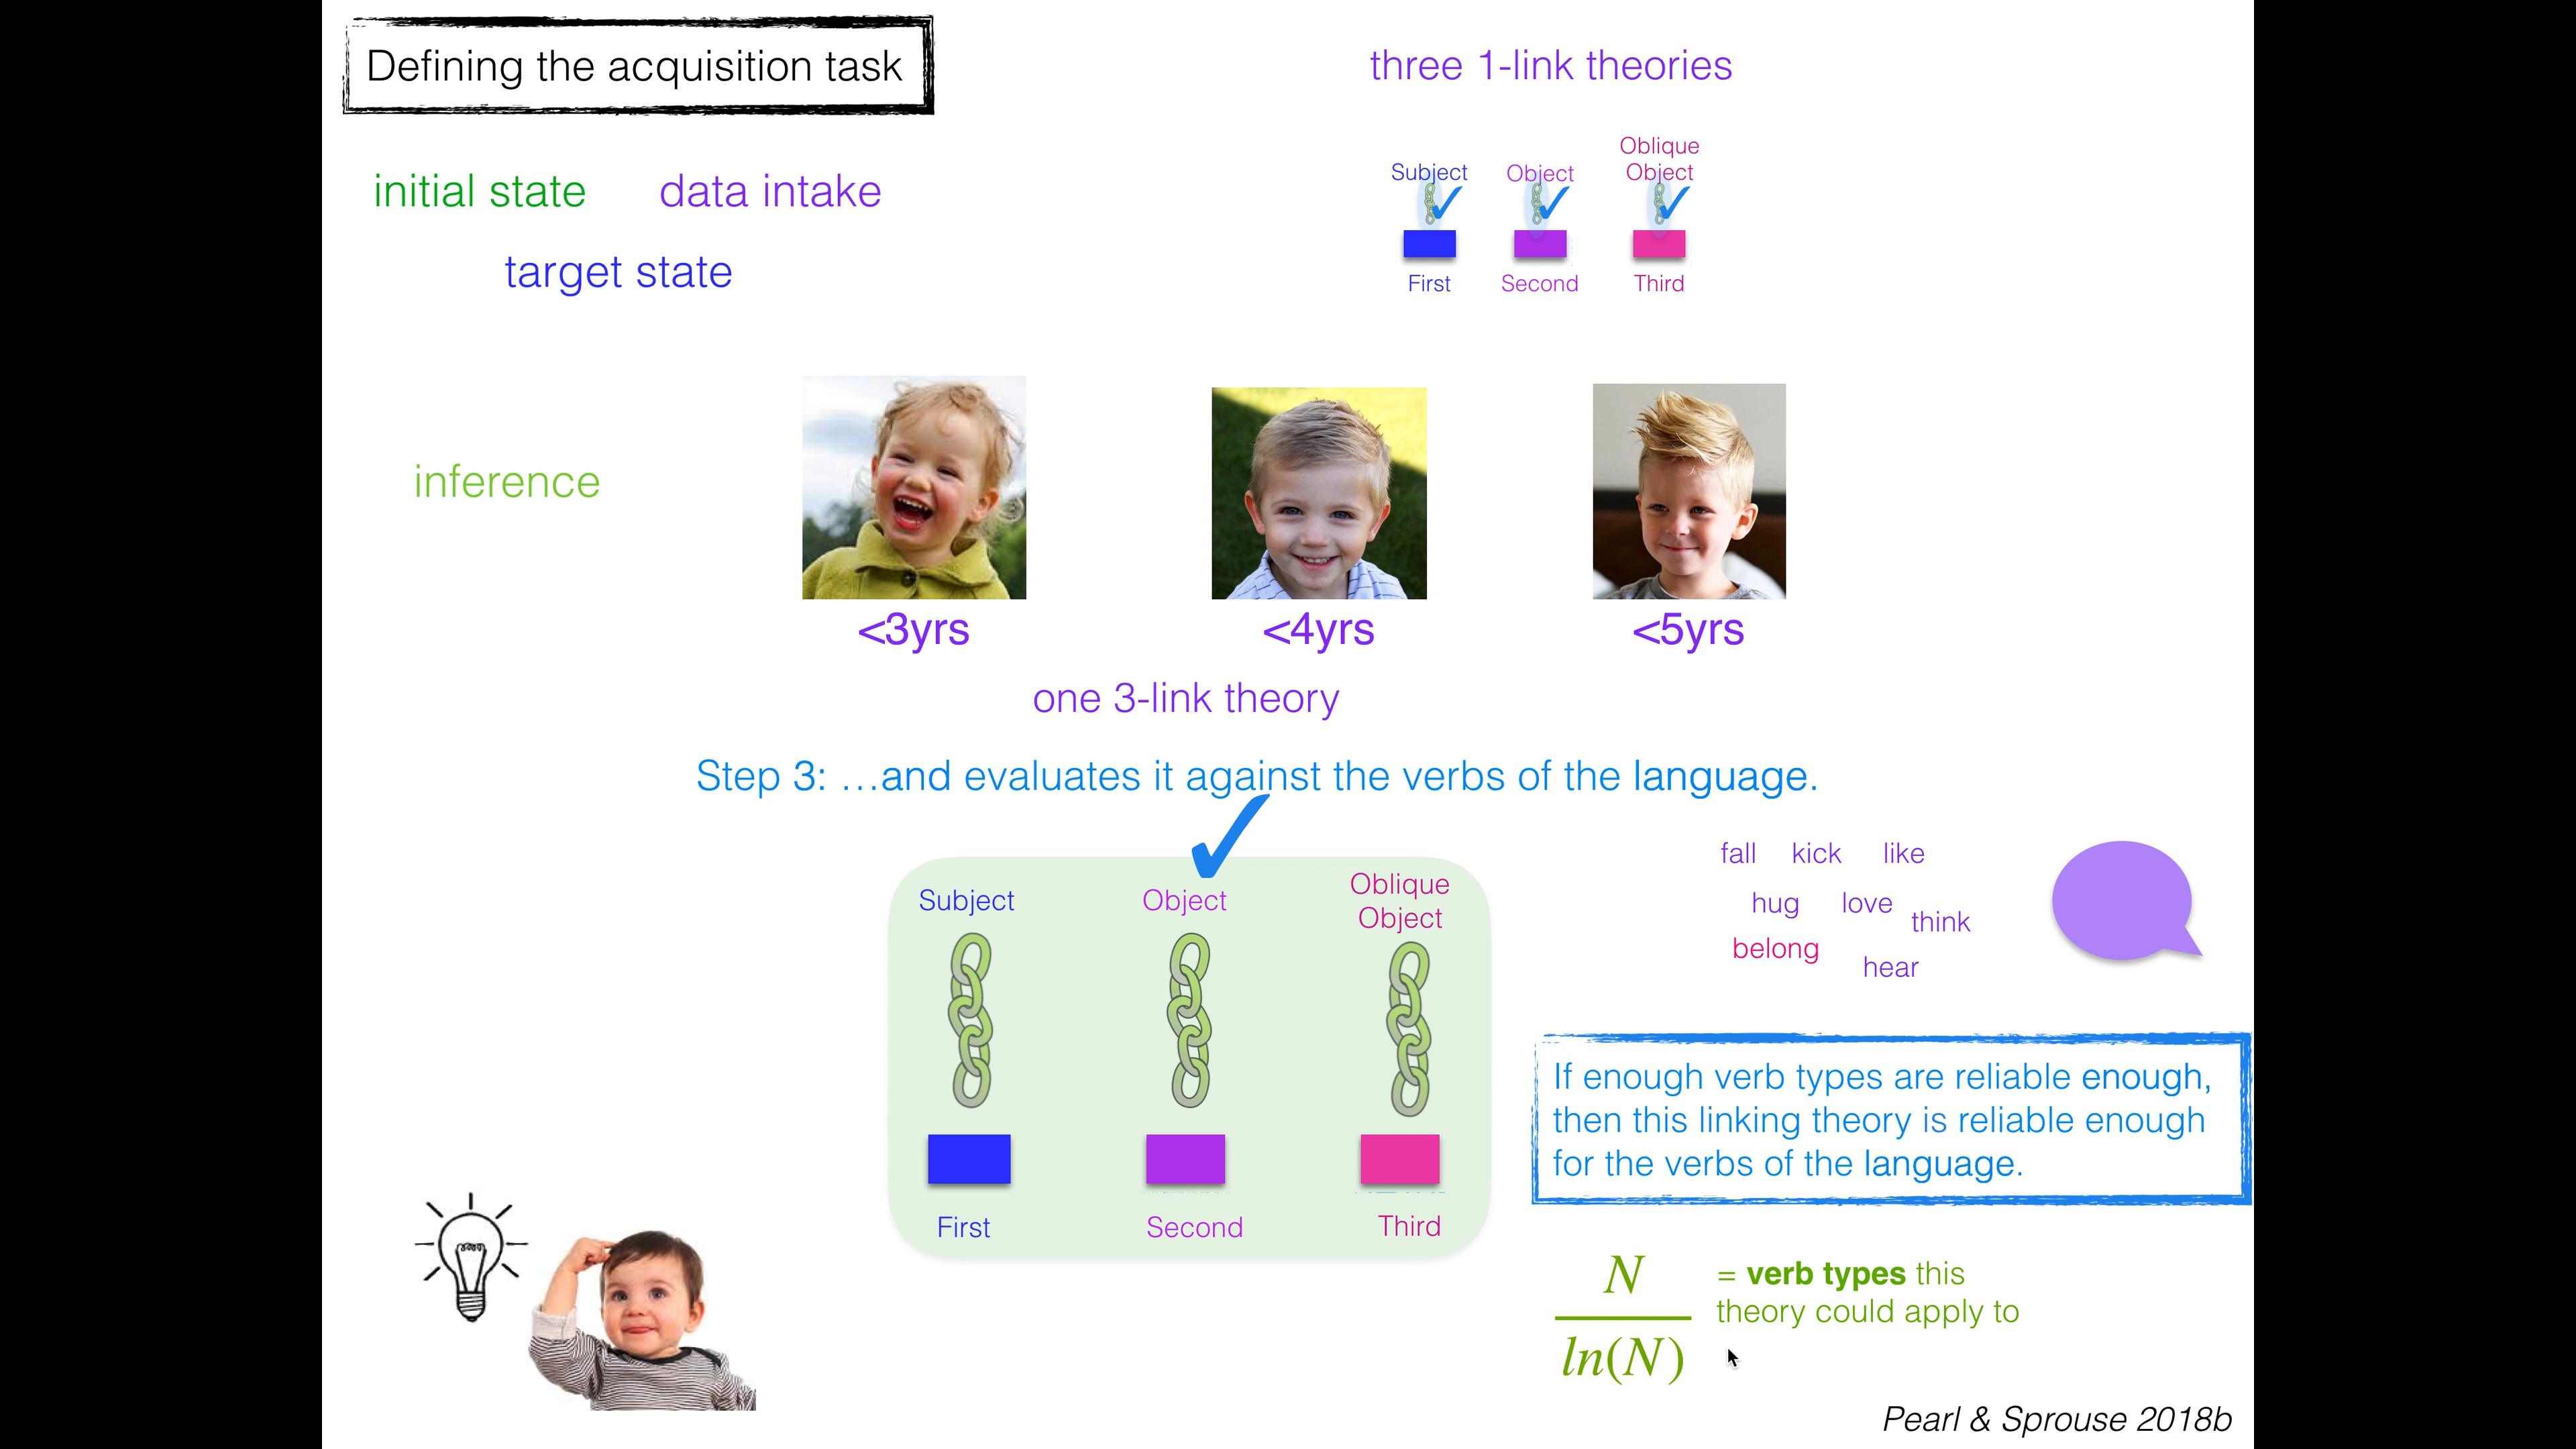 Defining the acquisition task
three 1-link theories
initial state
data intake
target state
Subject
Object
Oblique
Object
First
Second
Third
inference
<3yrs
<4yrs
<5yrs
one 3-link theory
Step 3: …and evaluates it against the verbs of the language.
Subject
Object
Oblique
Object
First
Second
Third
fall kick like
hug love think
belong hear
If enough verb types are reliable enough,
then this linking theory is reliable enough
for the verbs of the language.
N
ln(N)
= verb types this
theory could apply to
Pearl & Sprouse 2018b